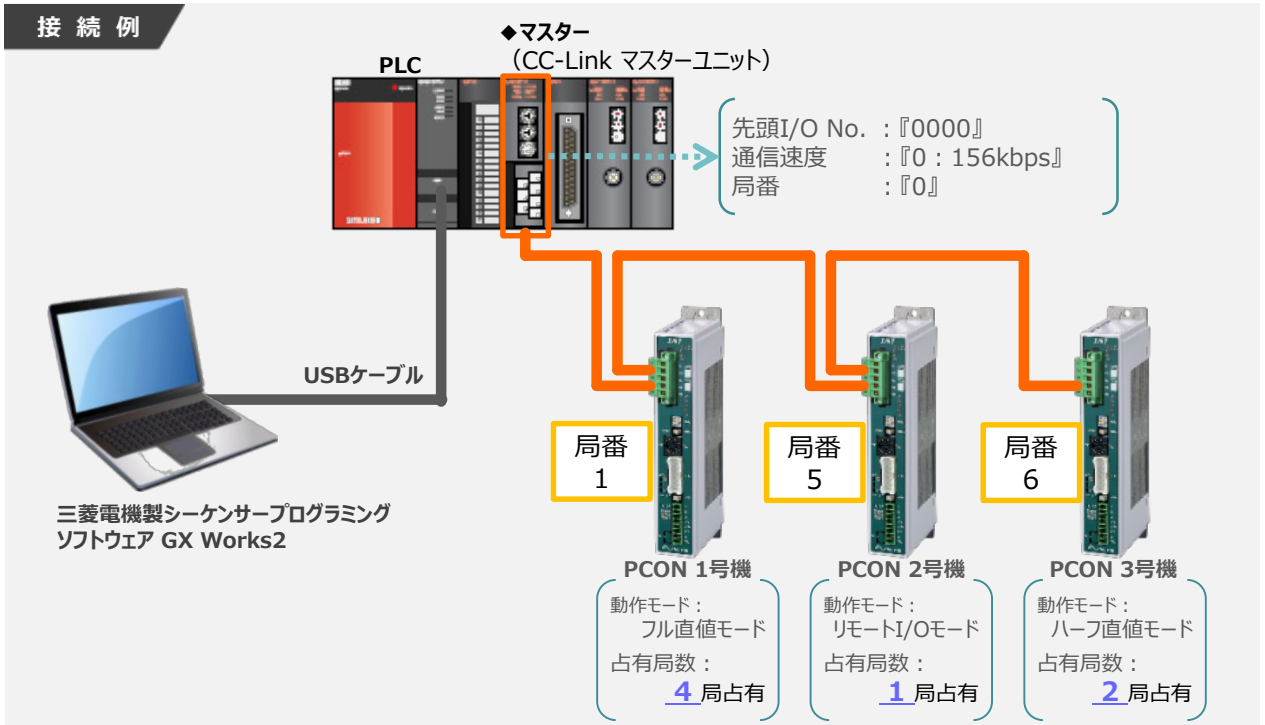 接続例
◆マスター
（CC-Link マスターユニット）
PLC
先頭I/O No. ：『0000』
通信速度 ：『0：156kbps』
局番 ：『0』
USBケーブル
三菱電機製シーケンサープログラミング
ソフトウェア GX Works2
局番
1
局番
5
局番
6
PCON 1号機
動作モード：
フル直値モード
占有局数：
4 局占有
PCON 2号機
動作モード：
リモートI/Oモード
占有局数：
1 局占有
PCON 3号機
動作モード：
ハーフ直値モード
占有局数：
2 局占有